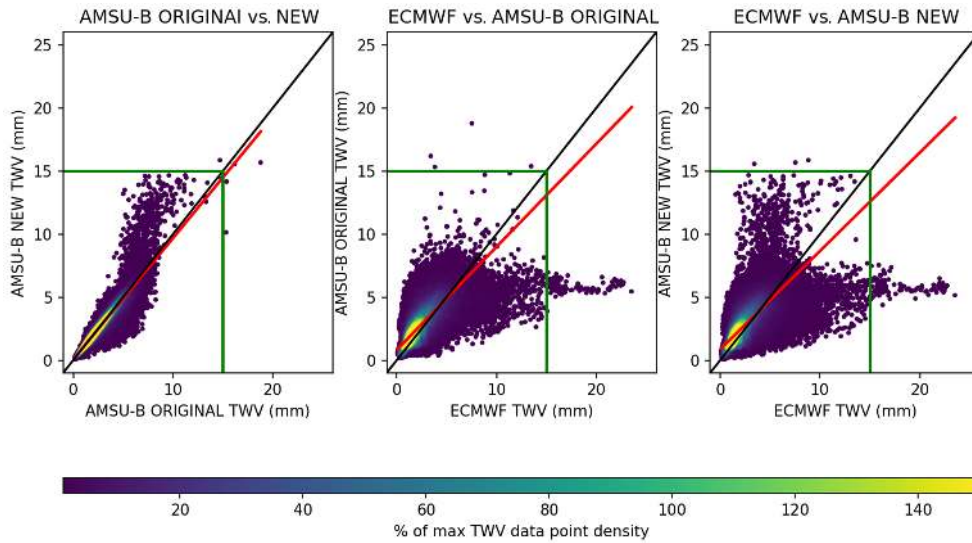 AMSU-B ORIGINAl vs. NEW
ECMWF vs. AMSU-B ORIGINAL
ECMWF vs. AMSU-B NEW
AMSU-B NEW TWV (mm)
25
20
15
10
5
0
0 10 20
AMSU-B ORIGINAL TWV (mm)
AMSU-B ORIGINAL TWV (mm)
25
20
15
10
5
0
0 10 20
ECMWF TWV (mm)
AMSU-B NEW TWV (mm)
25
20
15
10
5
0
0 10 20
ECMWF TWV (mm)
20 40 60 80 100 120 140
% of max TWV data point density